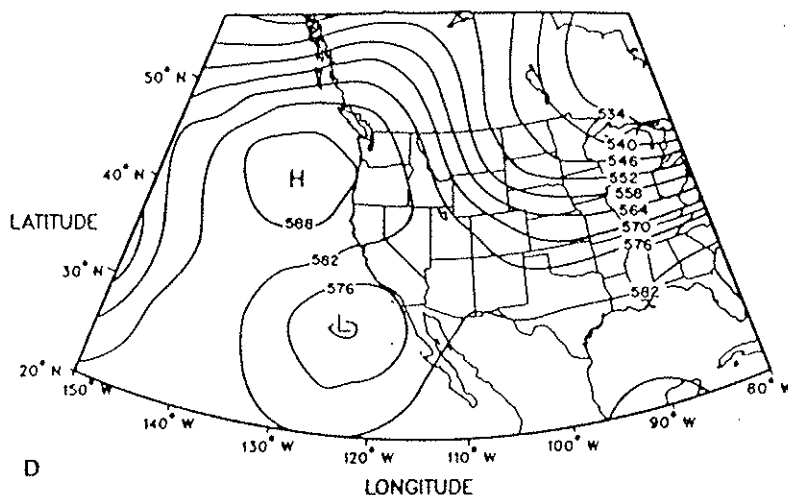 50° N
534
540
546
552
558
564
570
576
582
40° N
H
588
LATITUDE
582
30° N
576
L
20° N
150° W
140° W
130° W
120° W
110° W
100° W
90° W
80° W
D
LONGITUDE